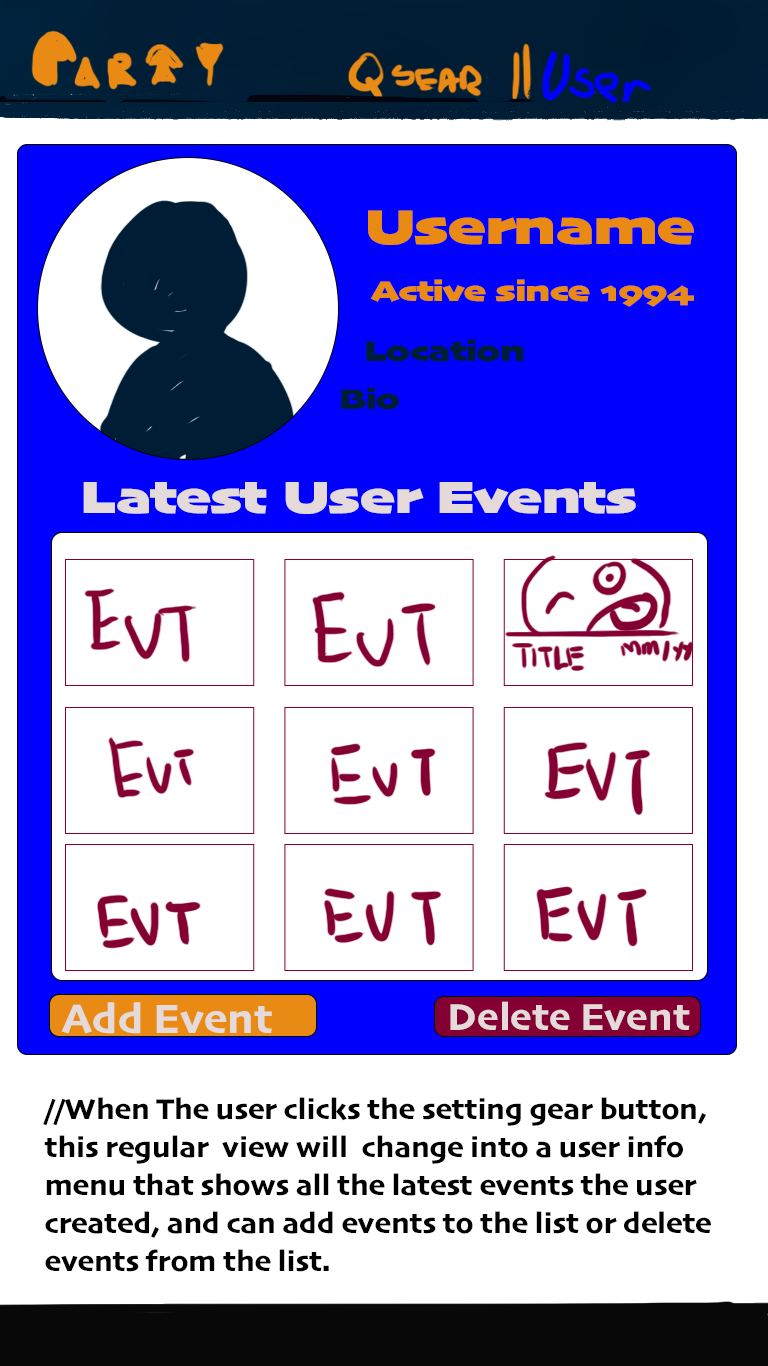 PARTY QSEAR || User
Username
Active since 1994
Location
Bio
Latest User Events
EVT EVT
TITLE MM/YY
EVT EVT EVT
EVT EVT EVT
Add Event Delete Event
//When The user clicks the setting gear button,
this regular view will change into a user info
menu that shows all the latest events the user
created, and can add events to the list or delete
events from the list.